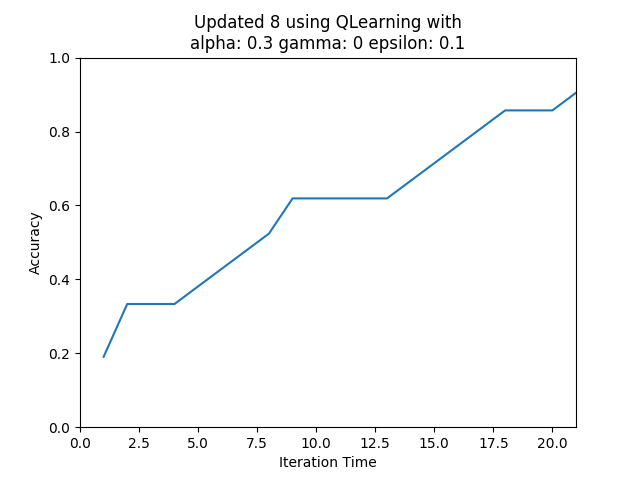 Updated 8 using QLearning with
alpha: 0.3 gamma: 0 epsilon: 0.1
1.0
0.8
0.6
0.4
0.2
0.0
Accuracy
0.0 2.5 5.0 7.5 10.0 12.5 15.0 17.5 20.0
Iteration Time